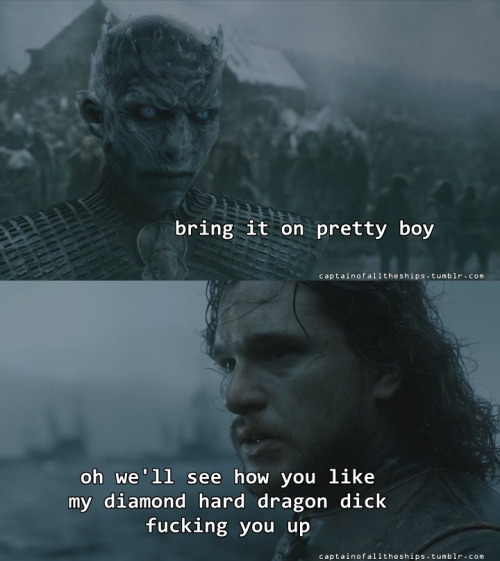 bring it on pretty boy
captainofalltheships.tumblr.com
oh we'll see how you like
my diamond hard dragon dick
fucking you up
captainofalltheships.tumblr.com